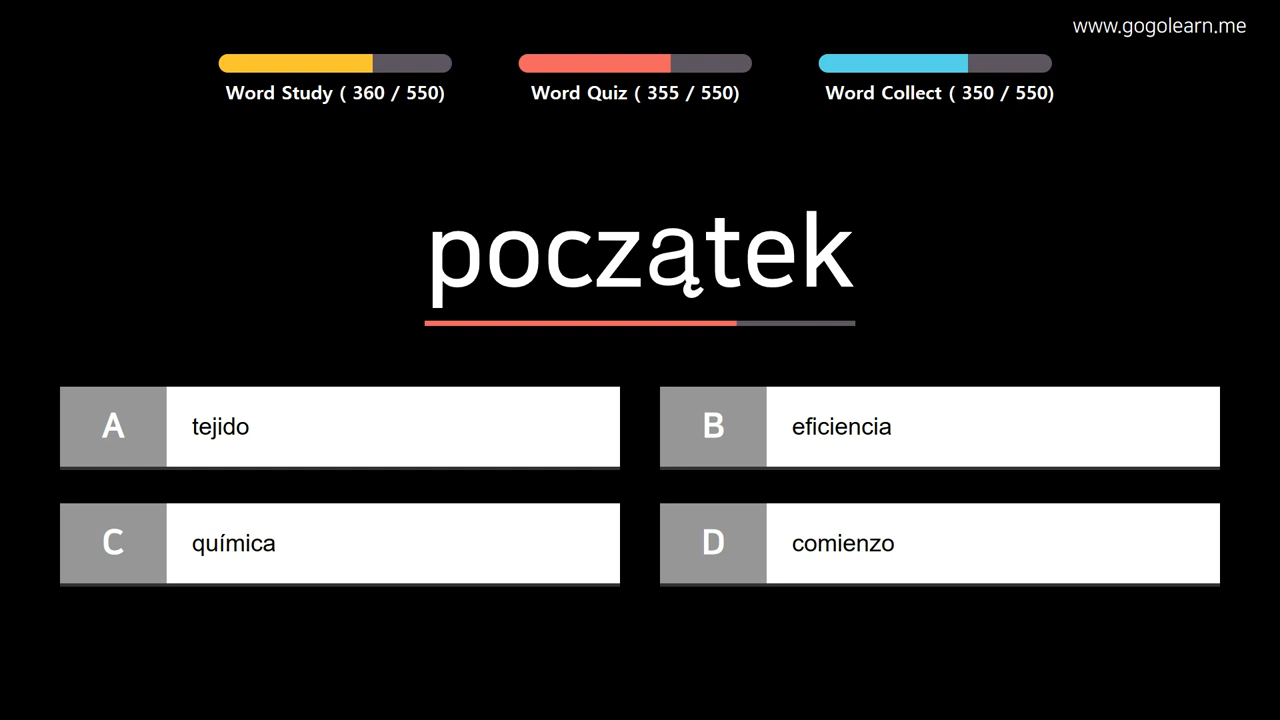 www.gogolearn.me
Word Study ( 360 / 550)
Word Quiz ( 355 / 550)
Word Collect ( 350 / 550)
początek
A tejido
B eficiencia
C química
D comienzo